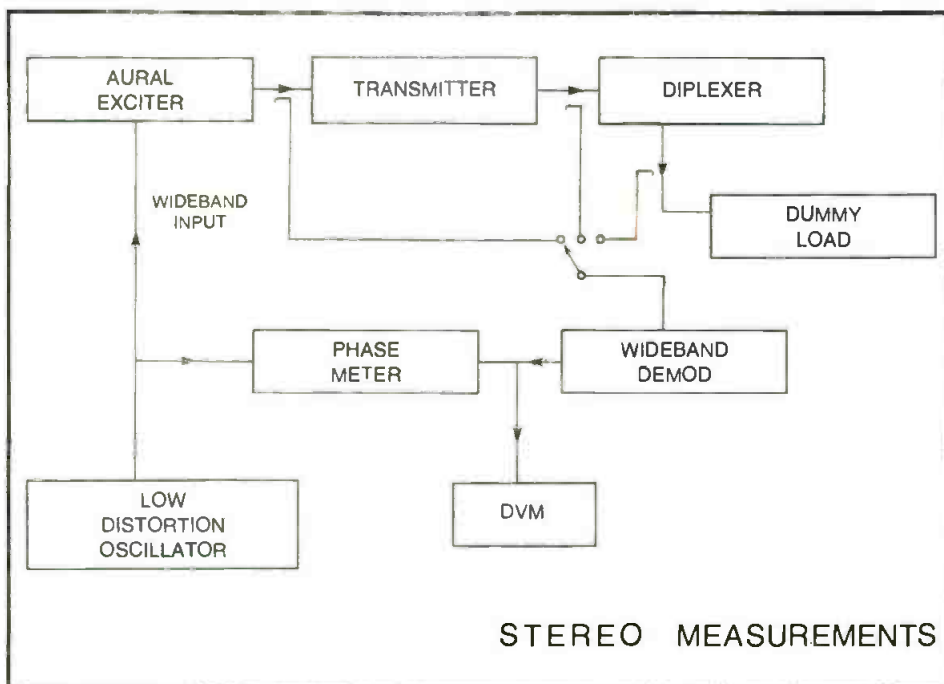 AURAL
EXCITER
TRANSMITTER
DIPLEXER
WIDEBAND
INPUT
DUMMY
LOAD
PHASE
METER
WIDEBAND
DEMOD
LOW
DISTORTION
OSCILLATOR
DVM
STEREO MEASUREMENTS